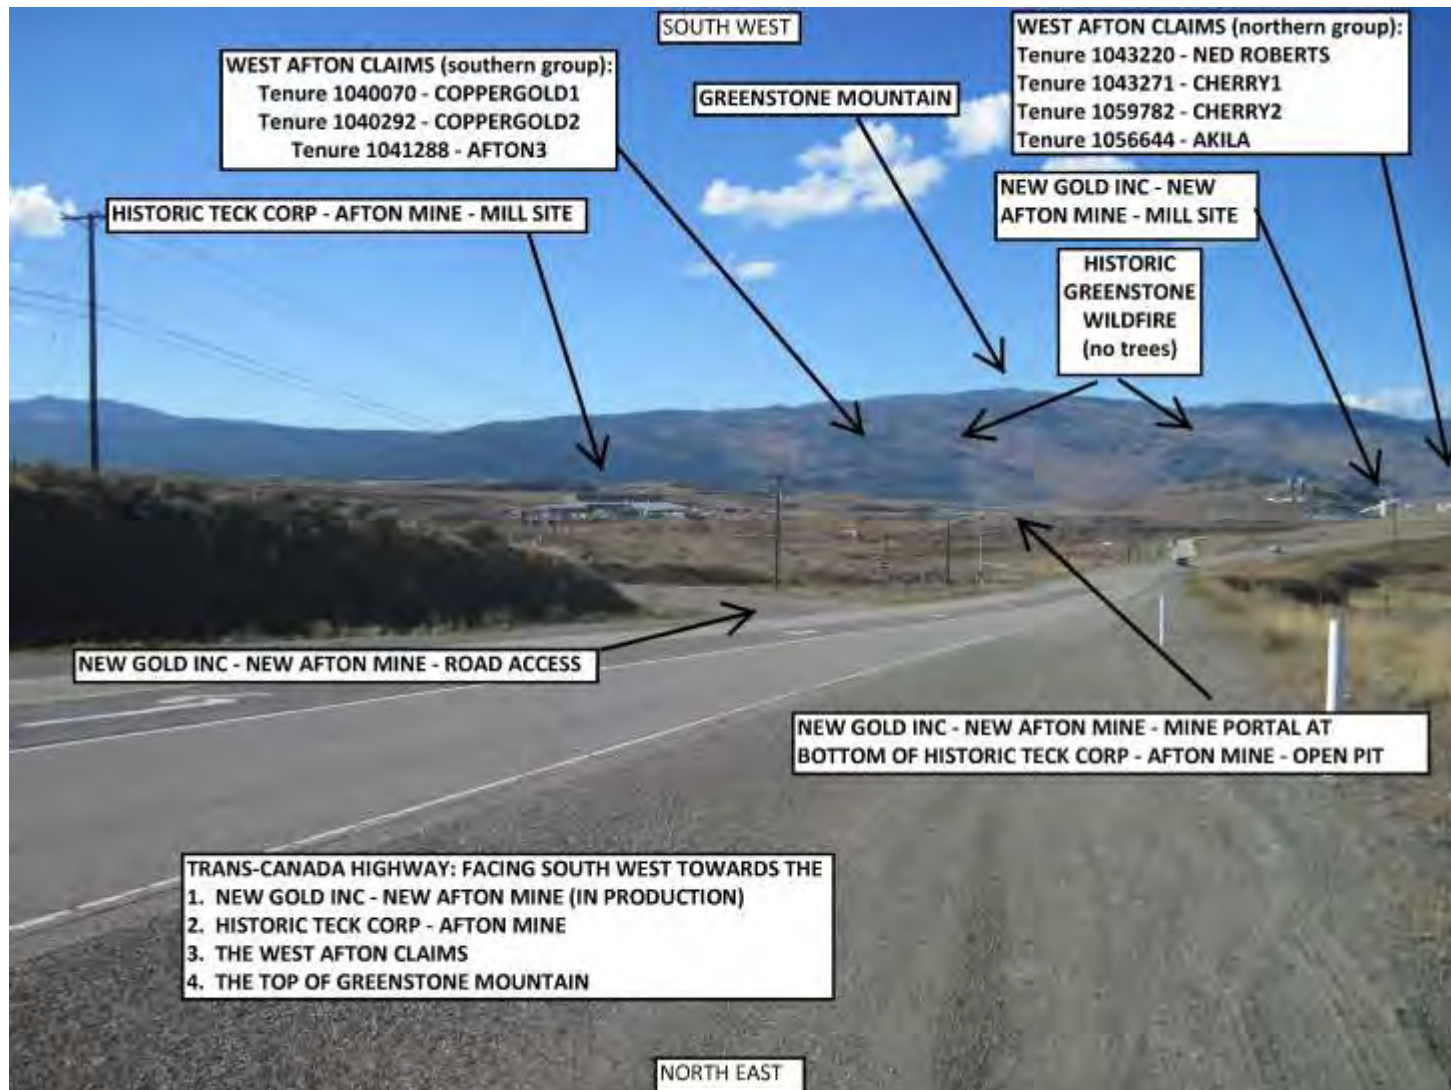 SOUTH WEST
WEST AFTON CLAIMS (southern group):
Tenure 1040070 - COPPERGOLD1
Tenure 1040292 - COPPERGOLD2
Tenure 1041288 - AFTON3
GREENSTONE MOUNTAIN
WEST AFTON CLAIMS (northern group):
Tenure 1043220 - NED ROBERTS
Tenure 1043271 - CHERRY1
Tenure 1059782 - CHERRY2
Tenure 1056644 - AKILA
HISTORIC TECK CORP - AFTON MINE - MILL SITE
NEW GOLD INC - NEW
AFTON MINE - MILL SITE
HISTORIC
GREENSTONE
WILDFIRE
(no trees)
NEW GOLD INC - NEW AFTON MINE - ROAD ACCESS
NEW GOLD INC - NEW AFTON MINE - MINE PORTAL AT
BOTTOM OF HISTORIC TECK CORP - AFTON MINE - OPEN PIT
TRANS-CANADA HIGHWAY: FACING SOUTH WEST TOWARDS THE
1. NEW GOLD INC - NEW AFTON MINE (IN PRODUCTION)
2. HISTORIC TECK CORP - AFTON MINE
3. THE WEST AFTON CLAIMS
4. THE TOP OF GREENSTONE MOUNTAIN
NORTH EAST